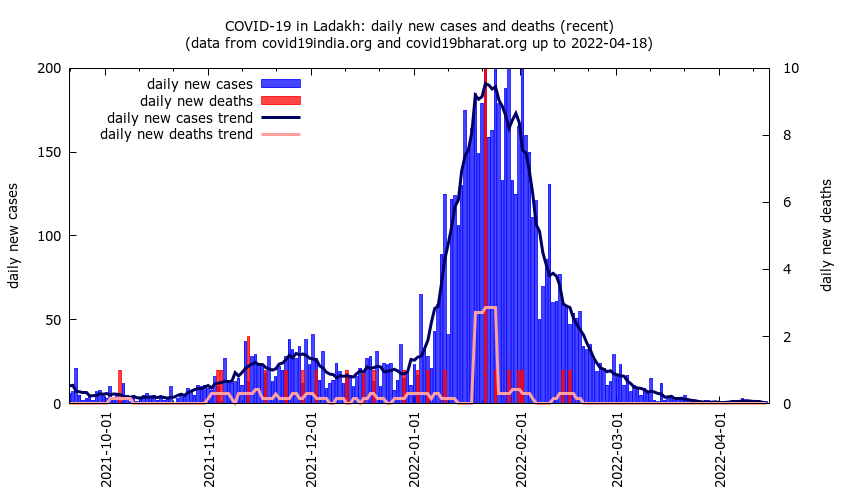 COVID-19 in Ladakh: daily new cases and deaths (recent)
(data from covid19india.org and covid19bharat.org up to 2022-04-18)
daily new cases
daily new deaths
daily new cases trend
daily new deaths trend
200
150
100
50
0
10
8
6
4
2
0
daily new cases
daily new deaths
2021-10-01
2021-11-01
2021-12-01
2022-01-01
2022-02-01
2022-03-01
2022-04-01